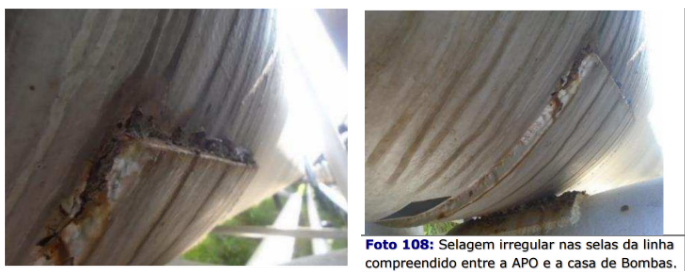 Foto 108: Selagem irregular nas selas da linha
compreendido entre a APO e a casa de Bombas.